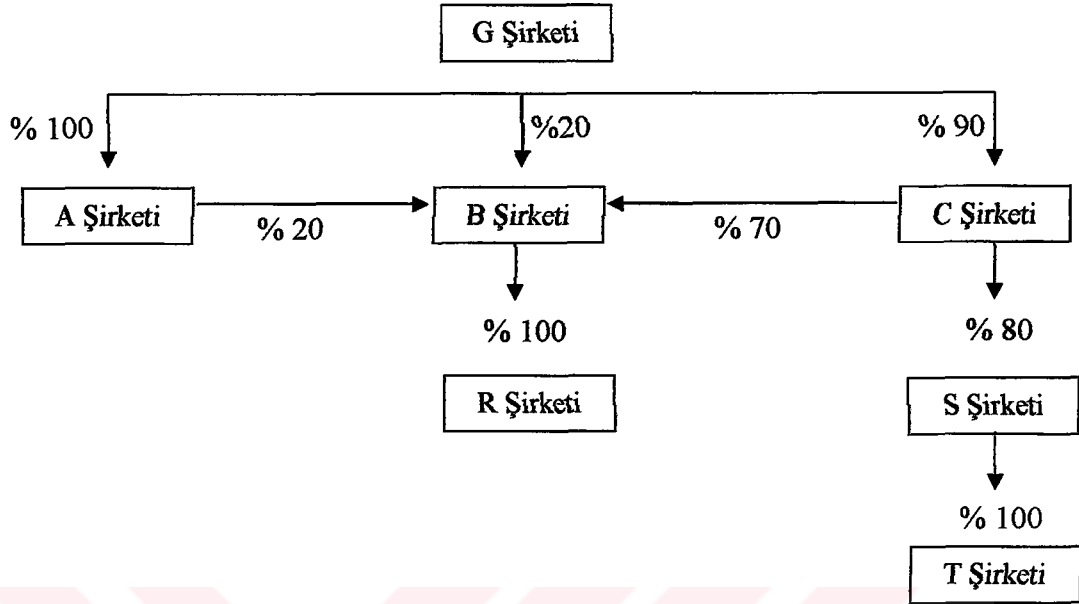 G Şirketi
% 100
%20
% 90
A Şirketi
% 20
B Şirketi
% 70
C Şirketi
% 100
% 80
R Şirketi
S Şirketi
% 100
T Şirketi